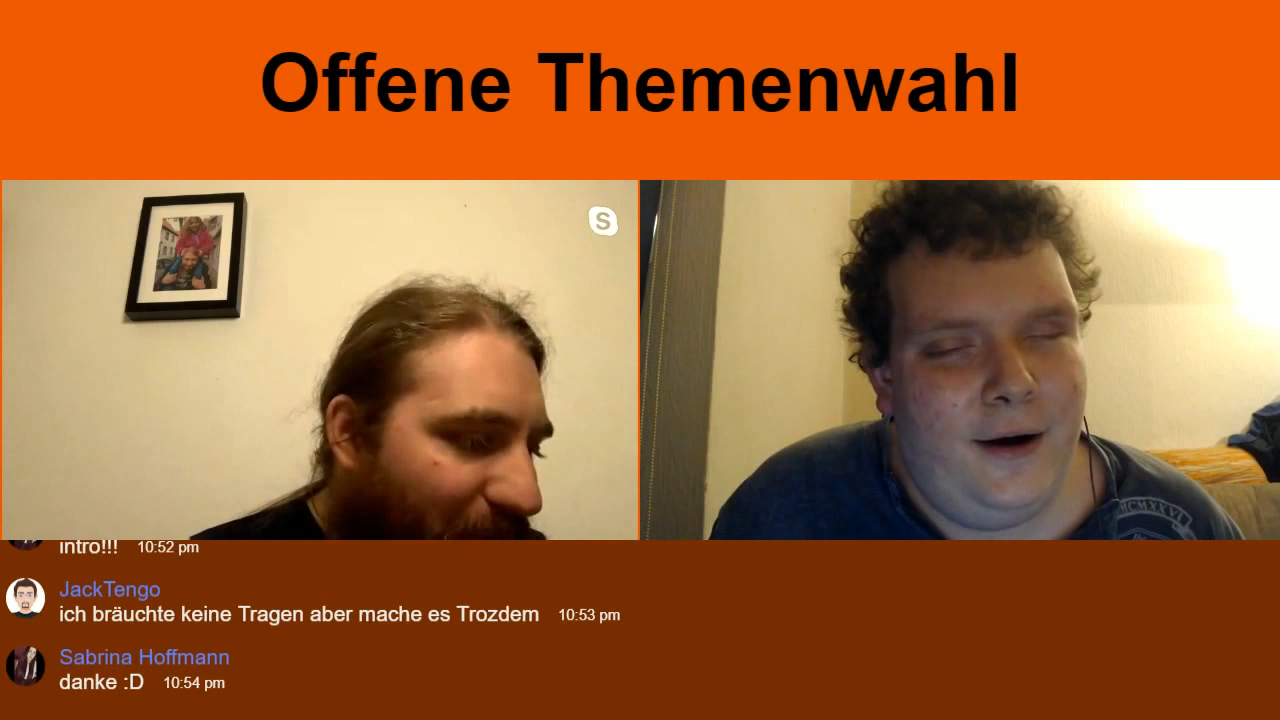 Offene Themenwahl
S
MCMXXVI
intro!!! 10:52 pm
JackTengo
ich bräuchte keine Tragen aber mache es Trozdem 10:53 pm
Sabrina Hoffmann
danke :D 10:54 pm